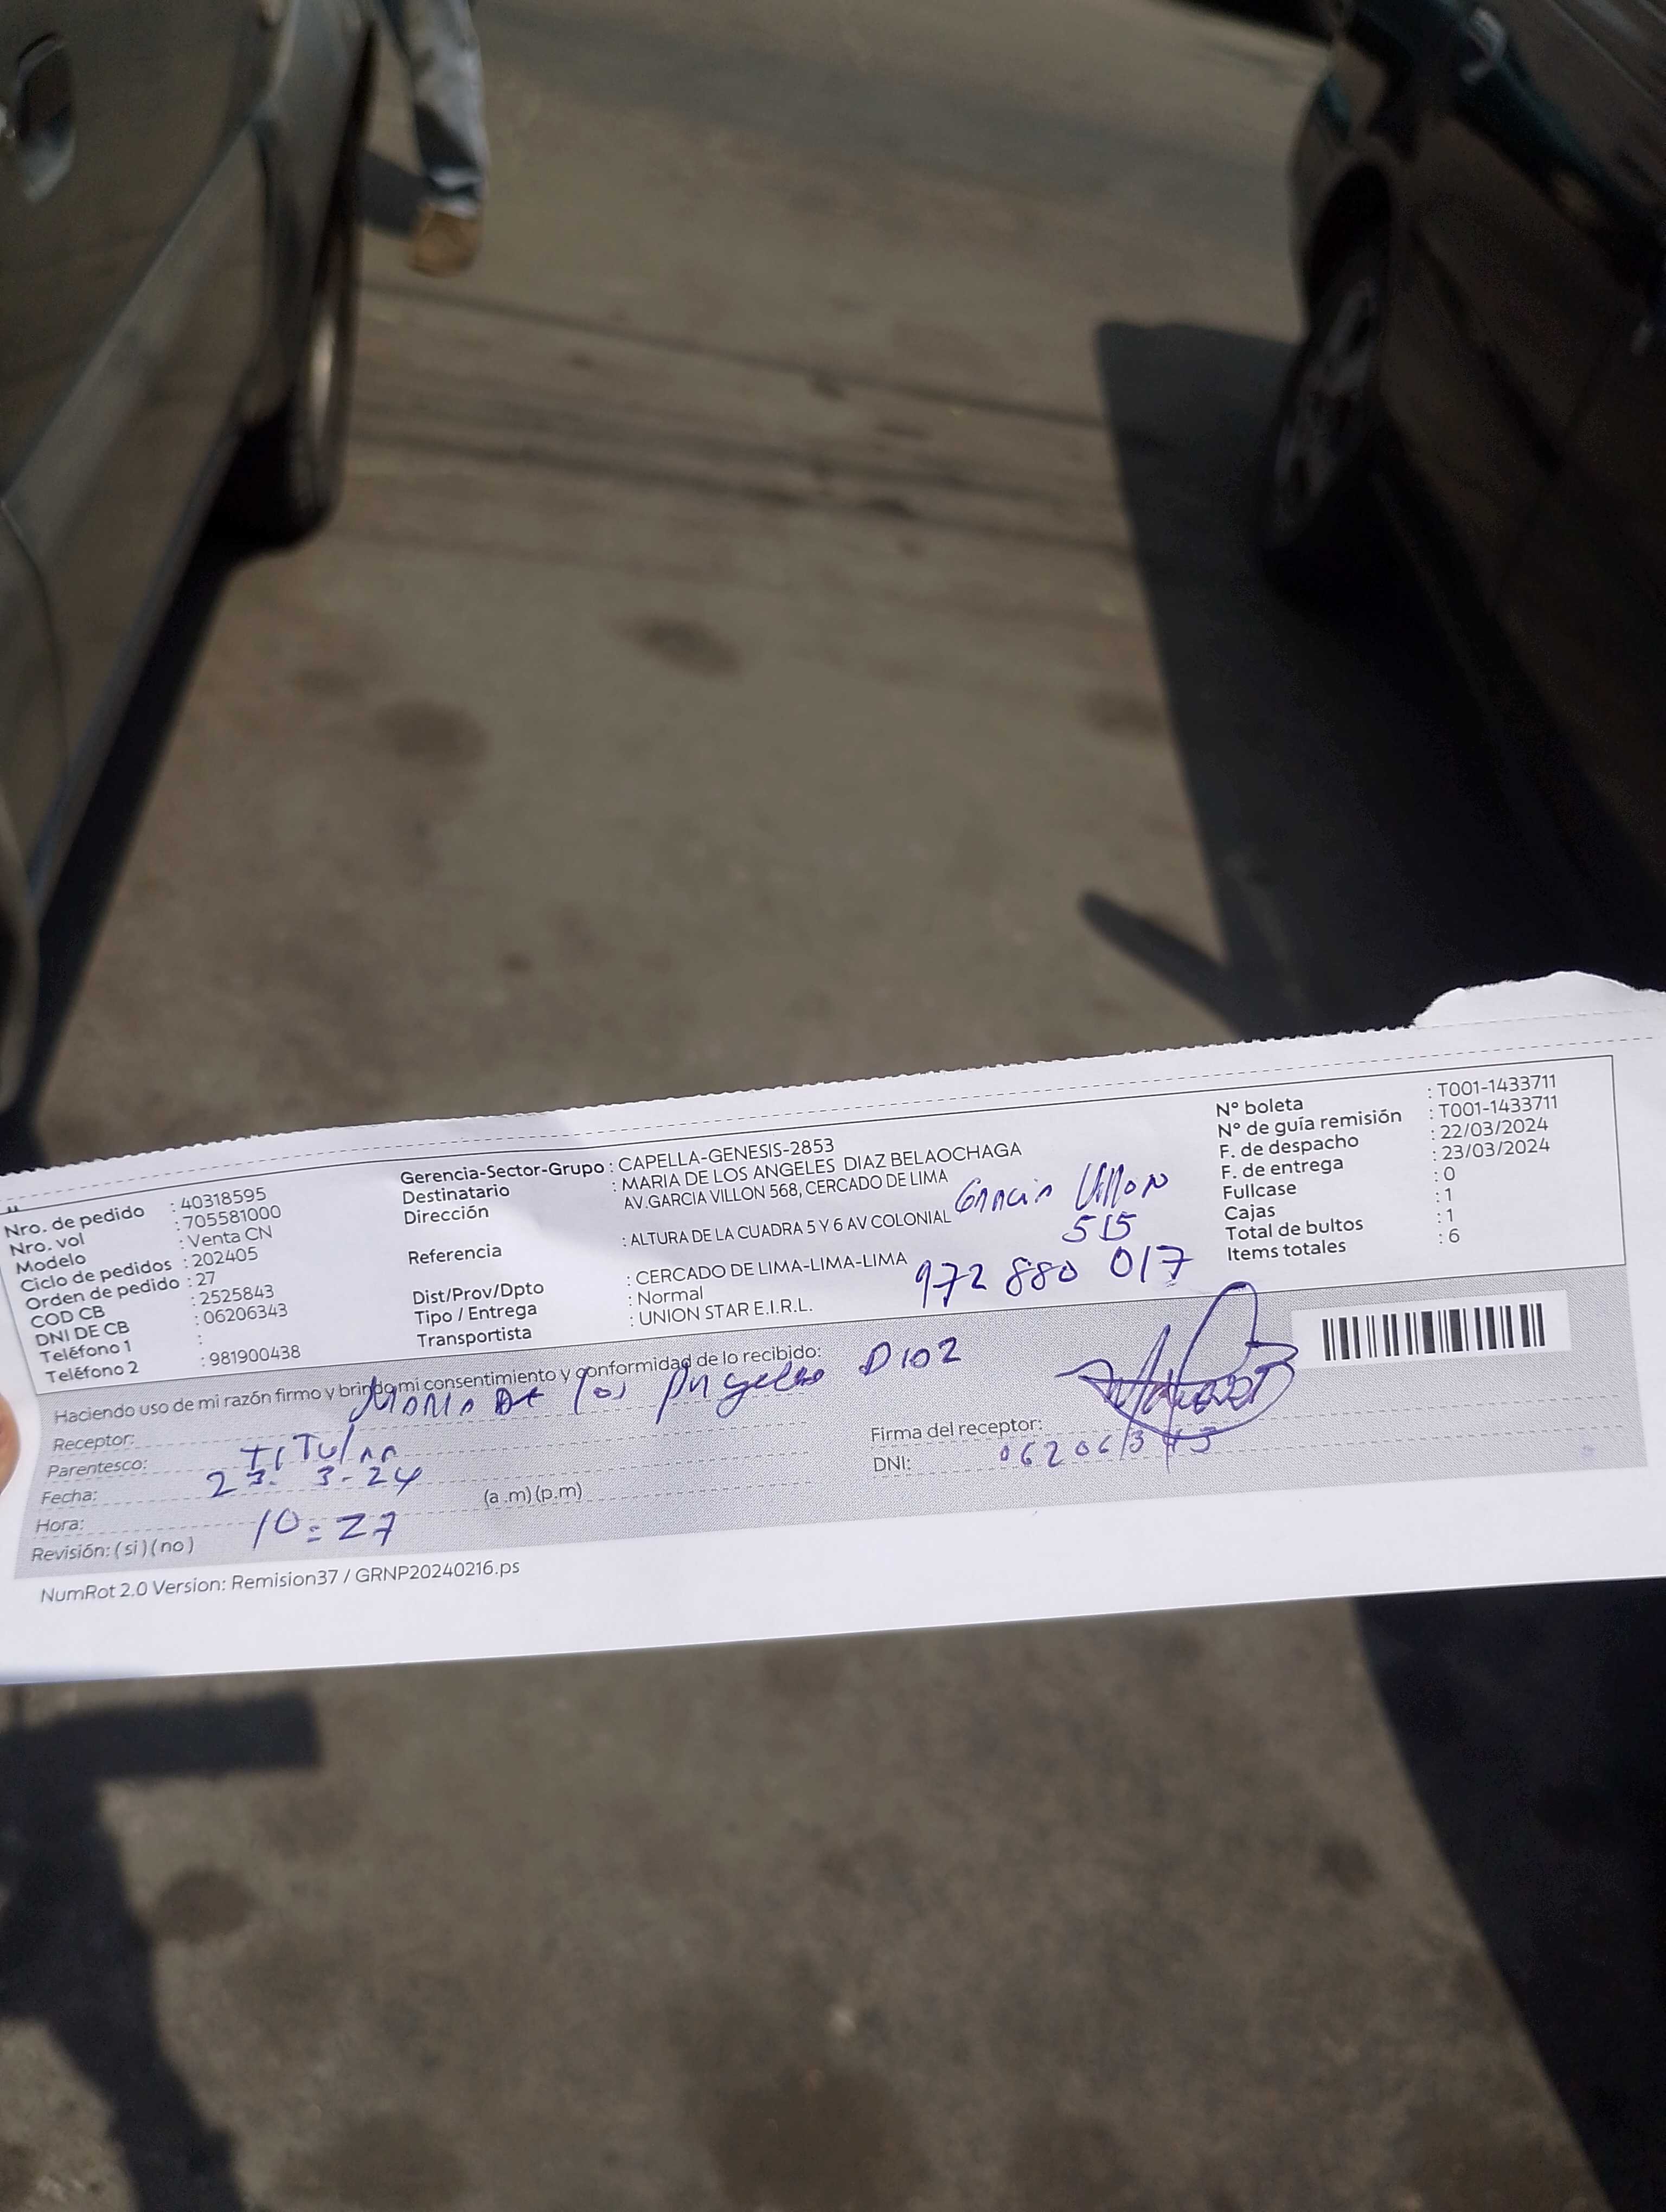 Nro. de pedido : 40318595
Nro. vol : 705581000
Modelo : Venta CN
Ciclo de pedidos : 202405
Orden de pedido : 27
COD CB : 2525843
DNI DE CB : 06206343
Teléfono 1 :
Teléfono 2 : 981900438
Gerencia-Sector-Grupo : CAPELLA-GENESIS-2853
Destinatario : MARIA DE LOS ANGELES DIAZ BELAOCHAGA
Dirección AV.GARCIA VILLON 568, CERCADO DE LIMA
Referencia : ALTURA DE LA CUADRA 5 Y 6 AV COLONIAL
Dist/Prov/Dpto : CERCADO DE LIMA-LIMA-LIMA
Tipo / Entrega : Normal
Transportista : UNION STAR E.I.R.L.
Garcia Villon
515
972 880 017
N° boleta : T001-1433711
N° de guía remisión : T001-1433711
F. de despacho : 22/03/2024
F. de entrega : 23/03/2024
Fullcase : 0
Cajas : 1
Total de bultos : 1
Items totales : 6
Haciendo uso de mi razón firmo y brindo mi consentimiento y conformidad de lo recibido:
Receptor: Maria De los Angeles Diaz
Parentesco: Titular
Fecha: 23. 3-24
Hora: 10:27 (a .m) (p.m)
Revisión: ( si ) ( no )
Firma del receptor:
DNI: 06206343
NumRot 2.0 Version: Remision37 / GRNP20240216.ps